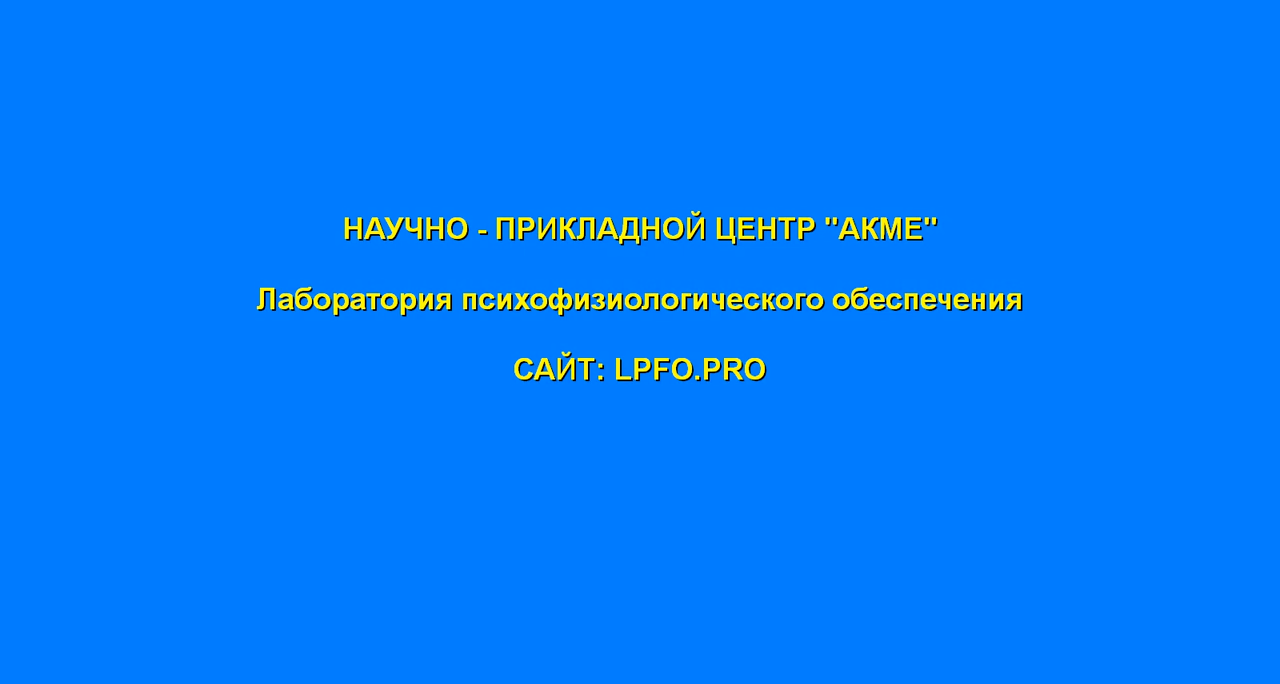 НАУЧНО - ПРИКЛАДНОЙ ЦЕНТР "АКМЕ"
Лаборатория психофизиологического обеспечения
САЙТ: LPFO.PRO